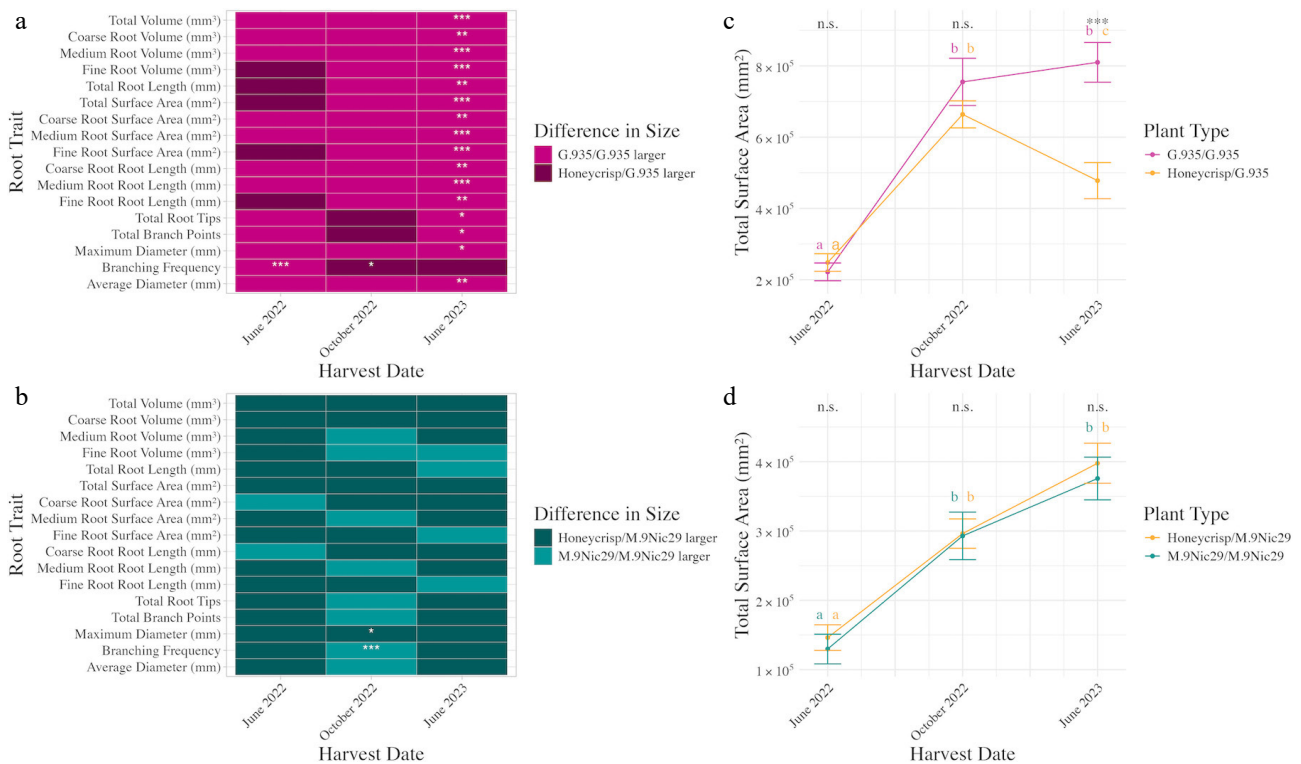 a
Root Trait
Total Volume (mm³)
Coarse Root Volume (mm³)
Medium Root Volume (mm³)
Fine Root Volume (mm³)
Total Root Length (mm)
Total Surface Area (mm²)
Coarse Root Surface Area (mm²)
Medium Root Surface Area (mm²)
Fine Root Surface Area (mm²)
Coarse Root Root Length (mm)
Medium Root Root Length (mm)
Fine Root Root Length (mm)
Total Root Tips
Total Branch Points
Maximum Diameter (mm)
Branching Frequency
Average Diameter (mm)
***
**
***
***
**
***
**
***
***
**
***
**
*
*
*
*** *
**
June 2022
October 2022
June 2023
Harvest Date
Difference in Size
G.935/G.935 larger
Honeycrisp/G.935 larger
c
n.s. n.s. ***
a a b b b c
Total Surface Area (mm²)
8 × 10⁵
6 × 10⁵
4 × 10⁵
2 × 10⁵
June 2022
October 2022
June 2023
Harvest Date
Plant Type
G.935/G.935
Honeycrisp/G.935
b
Root Trait
Total Volume (mm³)
Coarse Root Volume (mm³)
Medium Root Volume (mm³)
Fine Root Volume (mm³)
Total Root Length (mm)
Total Surface Area (mm²)
Coarse Root Surface Area (mm²)
Medium Root Surface Area (mm²)
Fine Root Surface Area (mm²)
Coarse Root Root Length (mm)
Medium Root Root Length (mm)
Fine Root Root Length (mm)
Total Root Tips
Total Branch Points
Maximum Diameter (mm)
Branching Frequency
Average Diameter (mm)
*
***
June 2022
October 2022
June 2023
Harvest Date
Difference in Size
Honeycrisp/M.9Nic29 larger
M.9Nic29/M.9Nic29 larger
d
n.s. n.s. n.s.
a a b b b b
Total Surface Area (mm²)
4 × 10⁵
3 × 10⁵
2 × 10⁵
1 × 10⁵
June 2022
October 2022
June 2023
Harvest Date
Plant Type
Honeycrisp/M.9Nic29
M.9Nic29/M.9Nic29